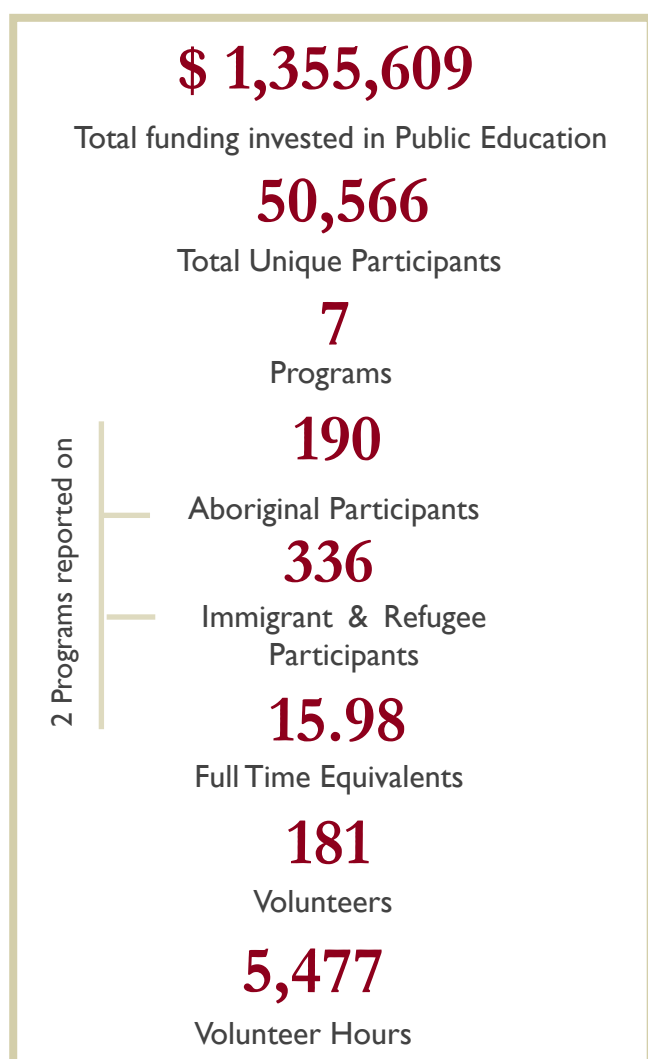 $ 1,355,609
Total funding invested in Public Education
50,566
Total Unique Participants
7
Programs
2 Programs reported on
190
Aboriginal Participants
336
Immigrant & Refugee
Participants
15.98
Full Time Equivalents
181
Volunteers
5,477
Volunteer Hours